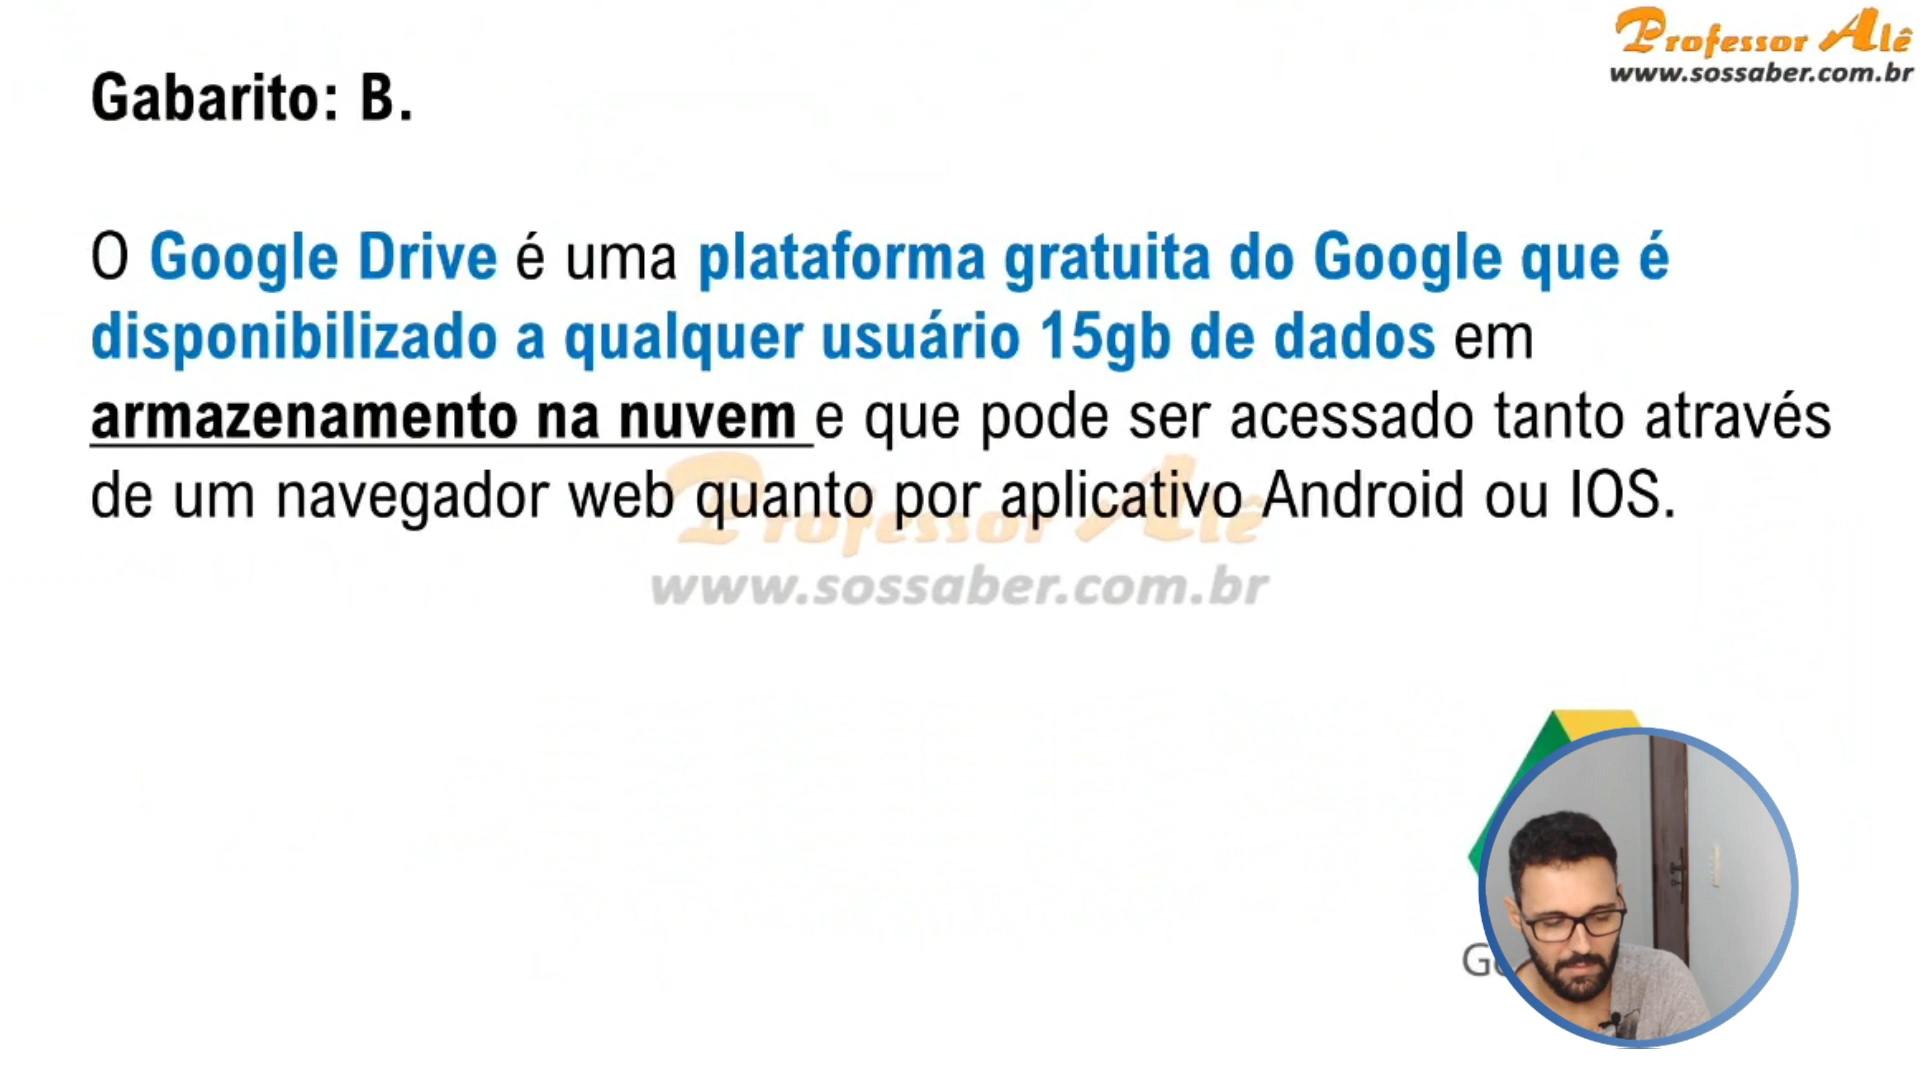 Professor Alê
www.sossaber.com.br
Gabarito: B.
O Google Drive é uma plataforma gratuita do Google que é
disponibilizado a qualquer usuário 15gb de dados em
armazenamento na nuvem e que pode ser acessado tanto através
de um navegador web quanto por aplicativo Android ou IOS.
Professor Alê
www.sossaber.com.br